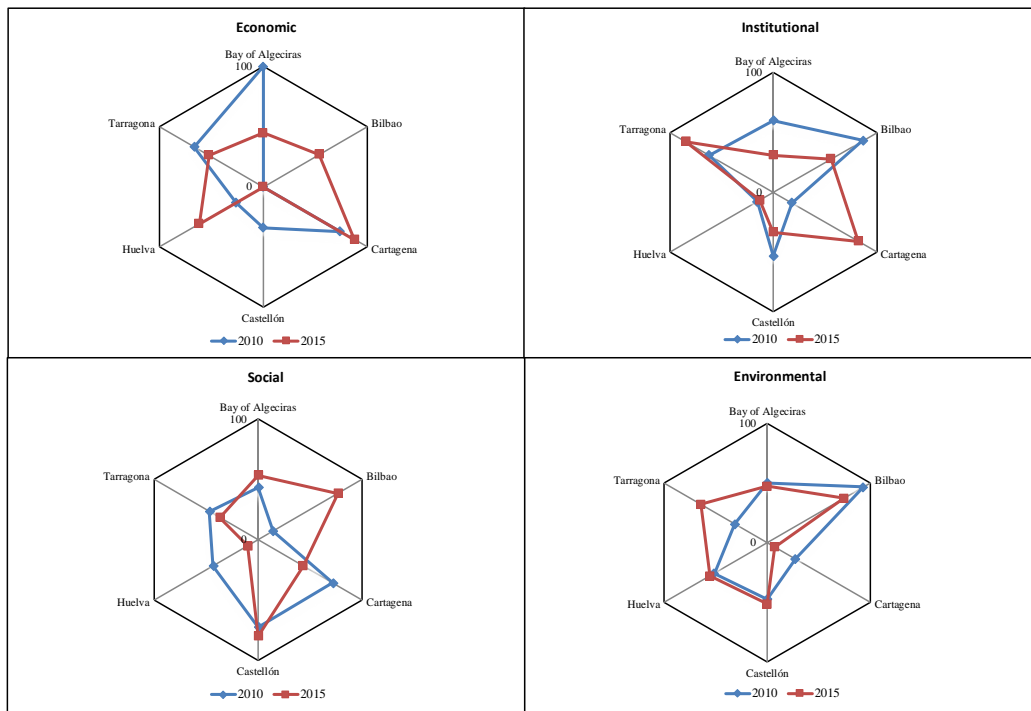 Economic
Bay of Algeciras
100
Tarragona
Bilbao
0
Huelva
Cartagena
Castellón
2010 2015
Institutional
Bay of Algeciras
100
Tarragona
Bilbao
0
Huelva
Cartagena
Castellón
2010 2015
Social
Bay of Algeciras
100
Tarragona
Bilbao
0
Huelva
Cartagena
Castellón
2010 2015
Environmental
Bay of Algeciras
100
Tarragona
Bilbao
0
Huelva
Cartagena
Castellón
2010 2015